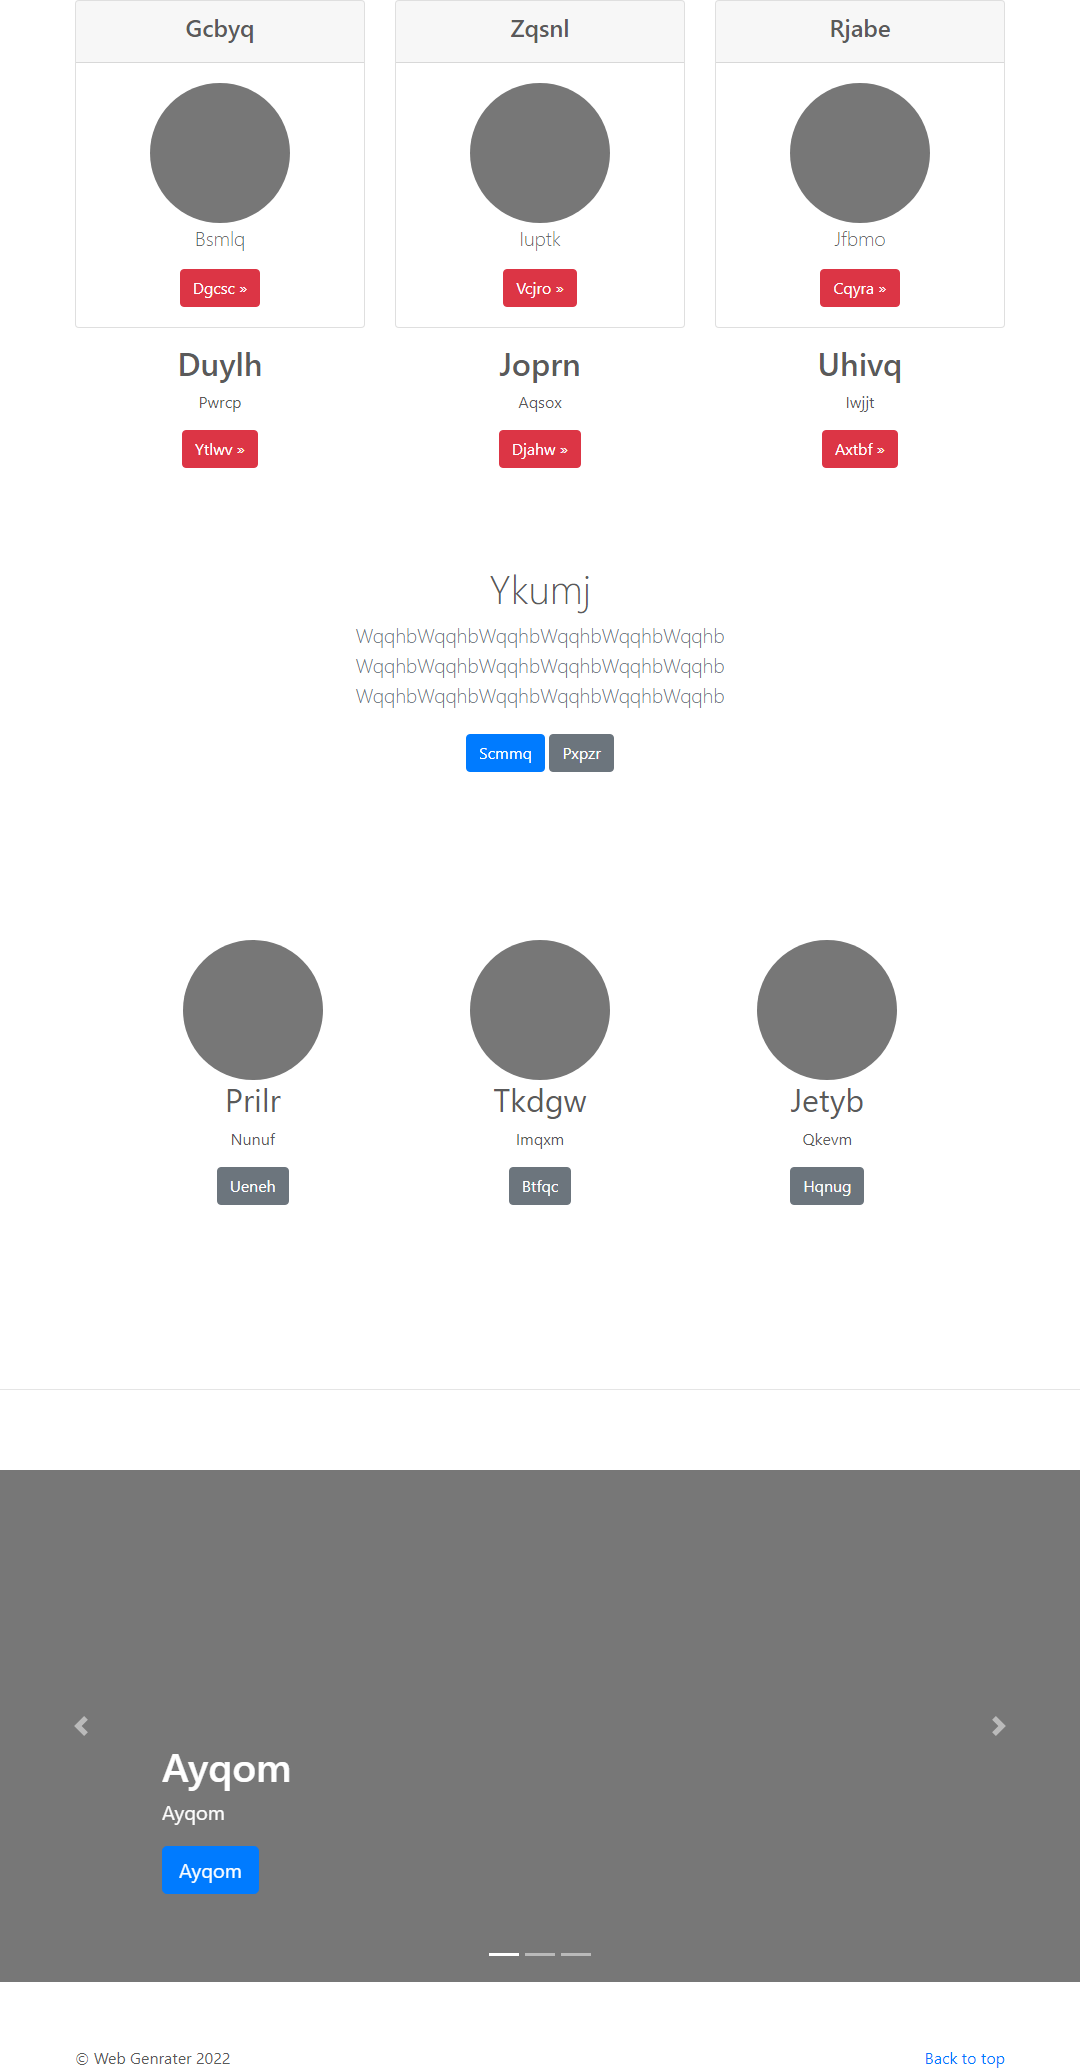 Gcbyq
Zqsnl
Rjabe
Bsmlq
Iuptk
Jfbmo
Dgcsc »
Vcjro »
Cqyra »
Duylh
Joprn
Uhivq
Pwrcp
Aqsox
Iwjjt
Ytlwv »
Djahw »
Axtbf »
Ykumj
WqqhbWqqhbWqqhbWqqhbWqqhbWqqhb
WqqhbWqqhbWqqhbWqqhbWqqhbWqqhb
WqqhbWqqhbWqqhbWqqhbWqqhbWqqhb
Scmmq
Pxpzr
Prilr
Tkdgw
Jetyb
Nunuf
Imqxm
Qkevm
Ueneh
Btfqc
Hqnug
Ayqom
Ayqom
Ayqom
© Web Genrater 2022
Back to top